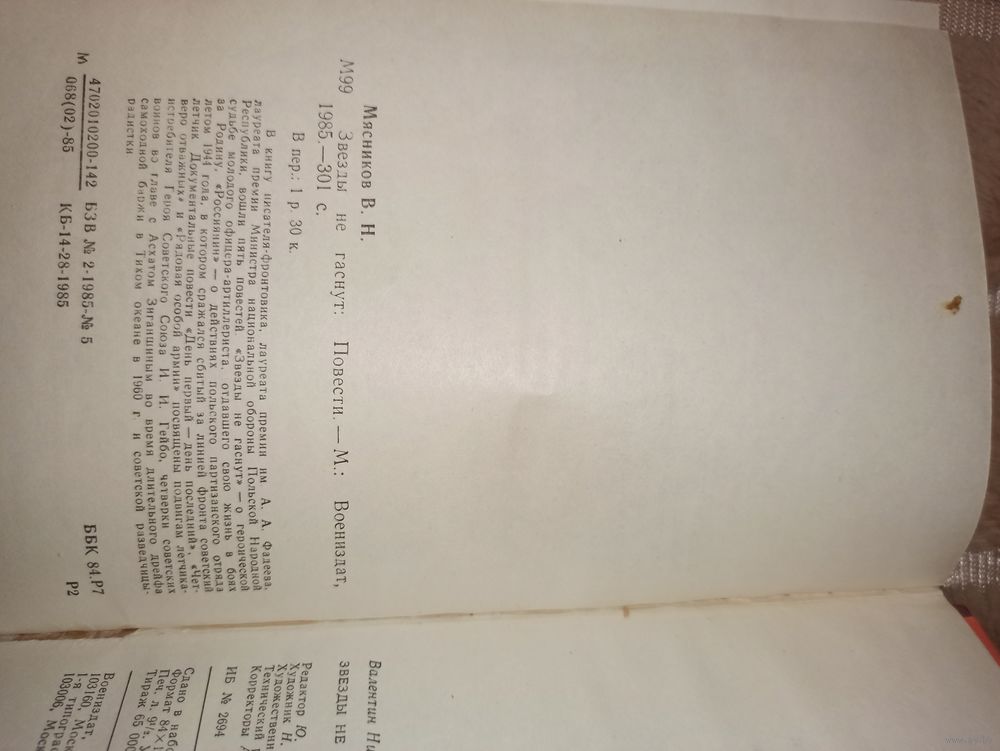 Мясников В. Н.
М99 Звезды не гаснут: Повести. — М.: Воениздат,
1985.—301 с.
В пер.: 1 р. 30 к.
В книгу писателя-фронтовика, лауреата премии им А. А. Фадеева,
лауреата премии Министра национальной обороны Польской Народной
Республики, вошли пять повестей «Звезды не гаснут» — о героической
судьбе молодого офицера-артиллериста, отдавшего свою жизнь в боях
за Родину, «Россиянин» — о действиях польского партизанского отряда
летом 1944 года, в котором сражался сбитый за линией фронта советский
летчик Документальные повести «День первый — день последний», «Чет-
веро отважных» и «Рядовая особой армии» посвящены подвигам летчика-
истребителя Героя Советского Союза И. И. Гейбо, четверки советских
воинов во главе с Асхатом Зиганшиным во время длительного дрейфа
самоходной баржи в Тихом океане в 1960 г и советской разведчицы-
радистки
М 4702010200-142 БЗВ № 2-1985-№ 5
068(02)-85 КБ-14-28-1985
ББК 84.Р7
Р2
Валентин Ни
ЗВЕЗДЫ НЕ
Редактор Ю.
Художник Н.
Художествени
Технический
Корректоры
ИБ № 2694
Сдано в набо
Формат 84×1
Печ. л. 9½.
Тираж 65 000
Воениздат,
103160, Мос
1-я типограф
103006, Мос